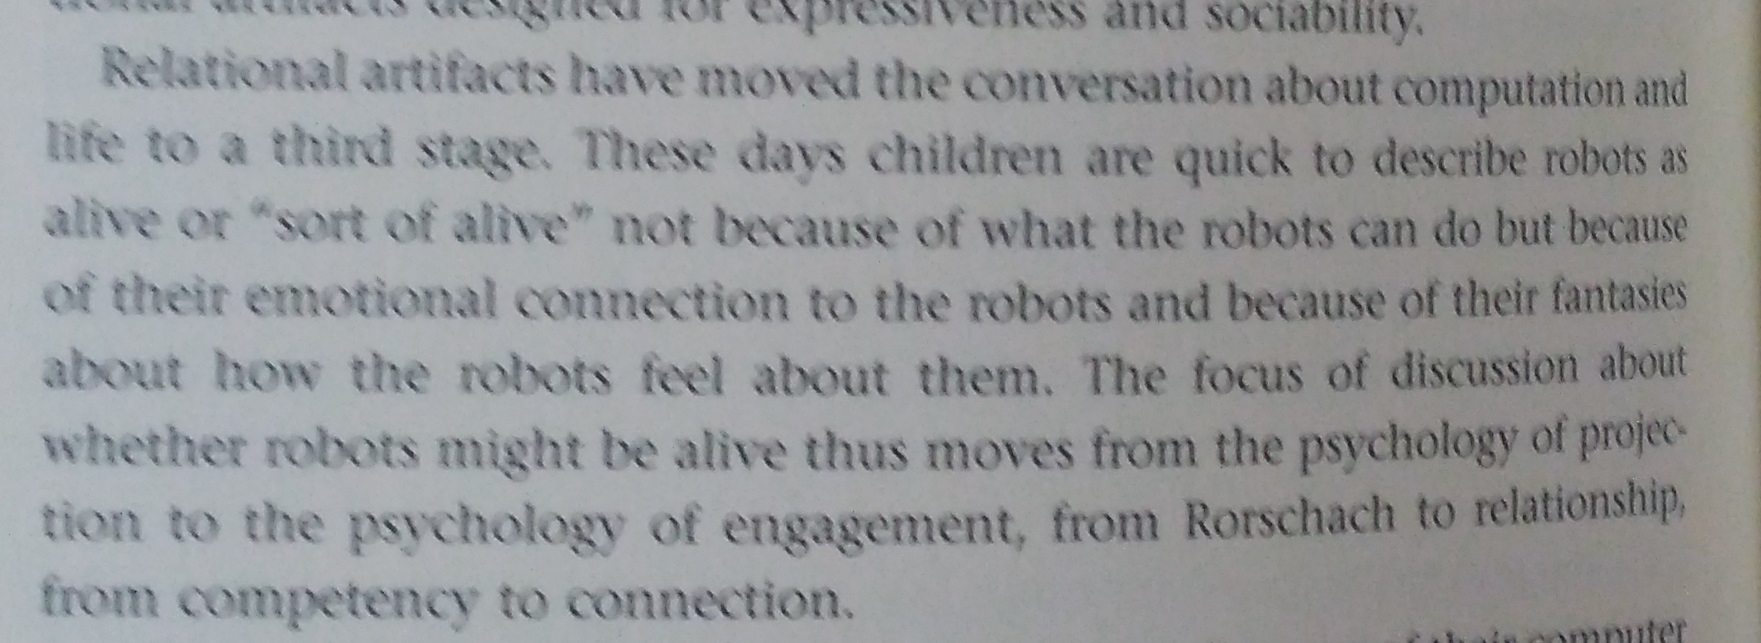 artifacts designed for expressiveness and sociability.
Relational artifacts have moved the conversation about computation and
life to a third stage. These days children are quick to describe robots as
alive or “sort of alive” not because of what the robots can do but because
of their emotional connection to the robots and because of their fantasies
about how the robots feel about them. The focus of discussion about
whether robots might be alive thus moves from the psychology of projec-
tion to the psychology of engagement, from Rorschach to relationship,
from competency to connection.
of their computer